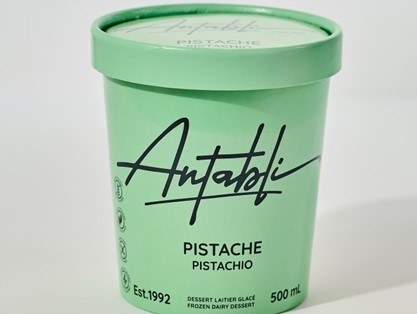 PISTACHE
PISTACHIO
Antabli
PISTACHE
PISTACHIO
Est.1992
DESSERT LAITIER GLACÉ
FROZEN DAIRY DESSERT
500 mL